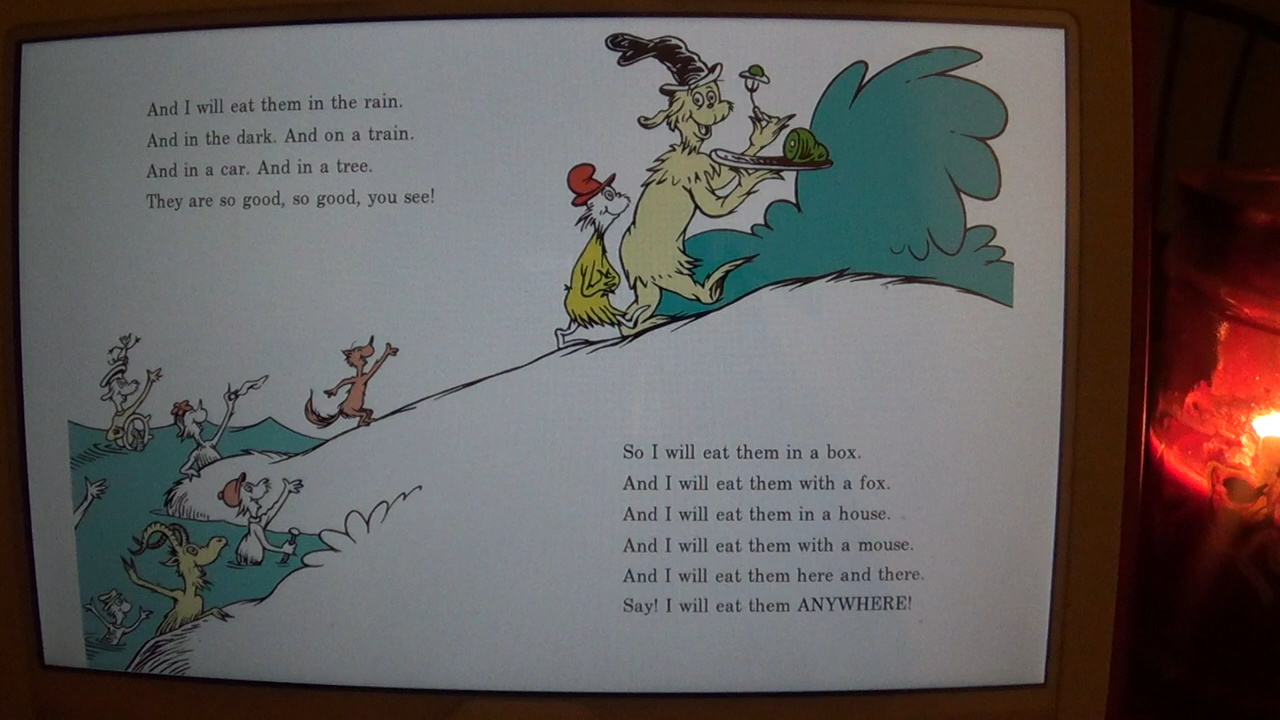 And I will eat them in the rain.
And in the dark. And on a train.
And in a car. And in a tree.
They are so good, so good, you see!
So I will eat them in a box.
And I will eat them with a fox.
And I will eat them in a house.
And I will eat them with a mouse.
And I will eat them here and there.
Say! I will eat them ANYWHERE!